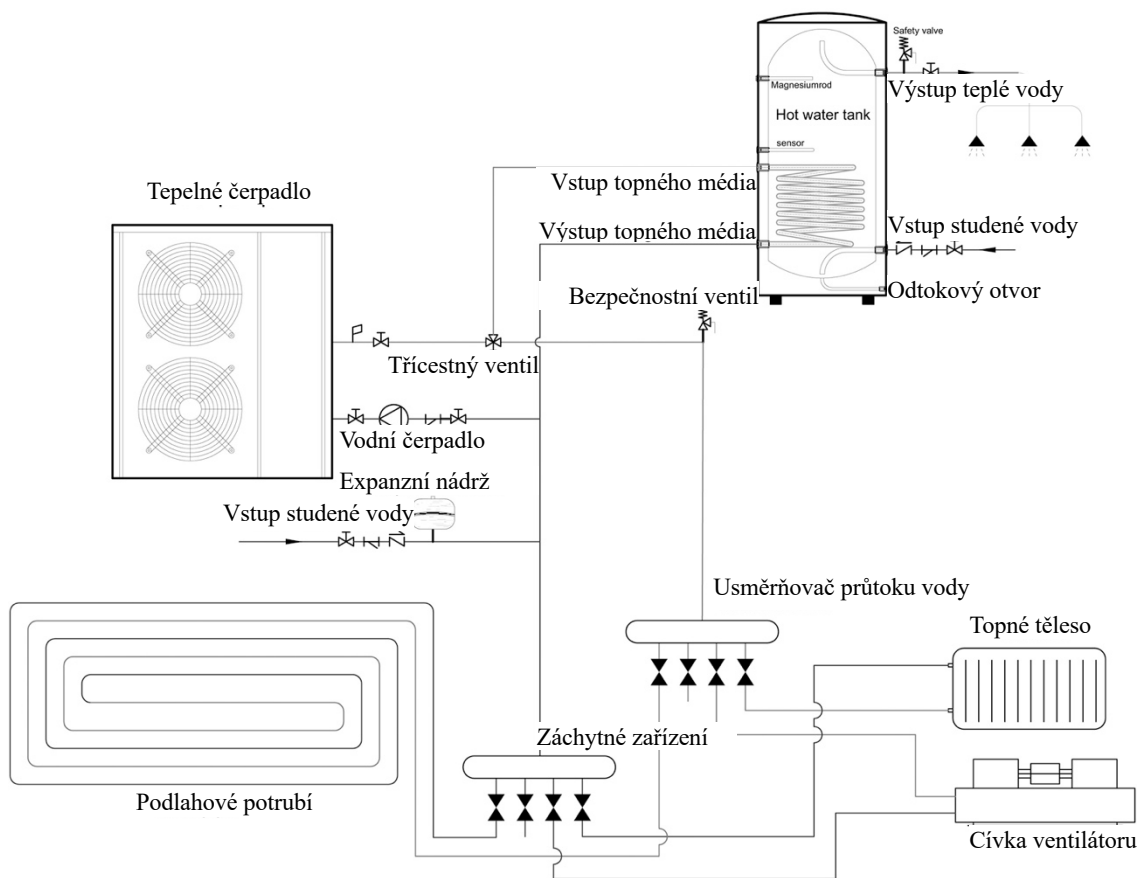 Safety valve
Výstup teplé vody
Magnesiumrod
Hot water tank
sensor
Tepelné čerpadlo
Vstup topného média
Výstup topného média
Vstup studené vody
Bezpečnostní ventil
Odtokový otvor
Třícestný ventil
Vodní čerpadlo
Expanzní nádrž
Vstup studené vody
Usměrňovač průtoku vody
Topné těleso
Záchytné zařízení
Podlahové potrubí
Cívka ventilátoru